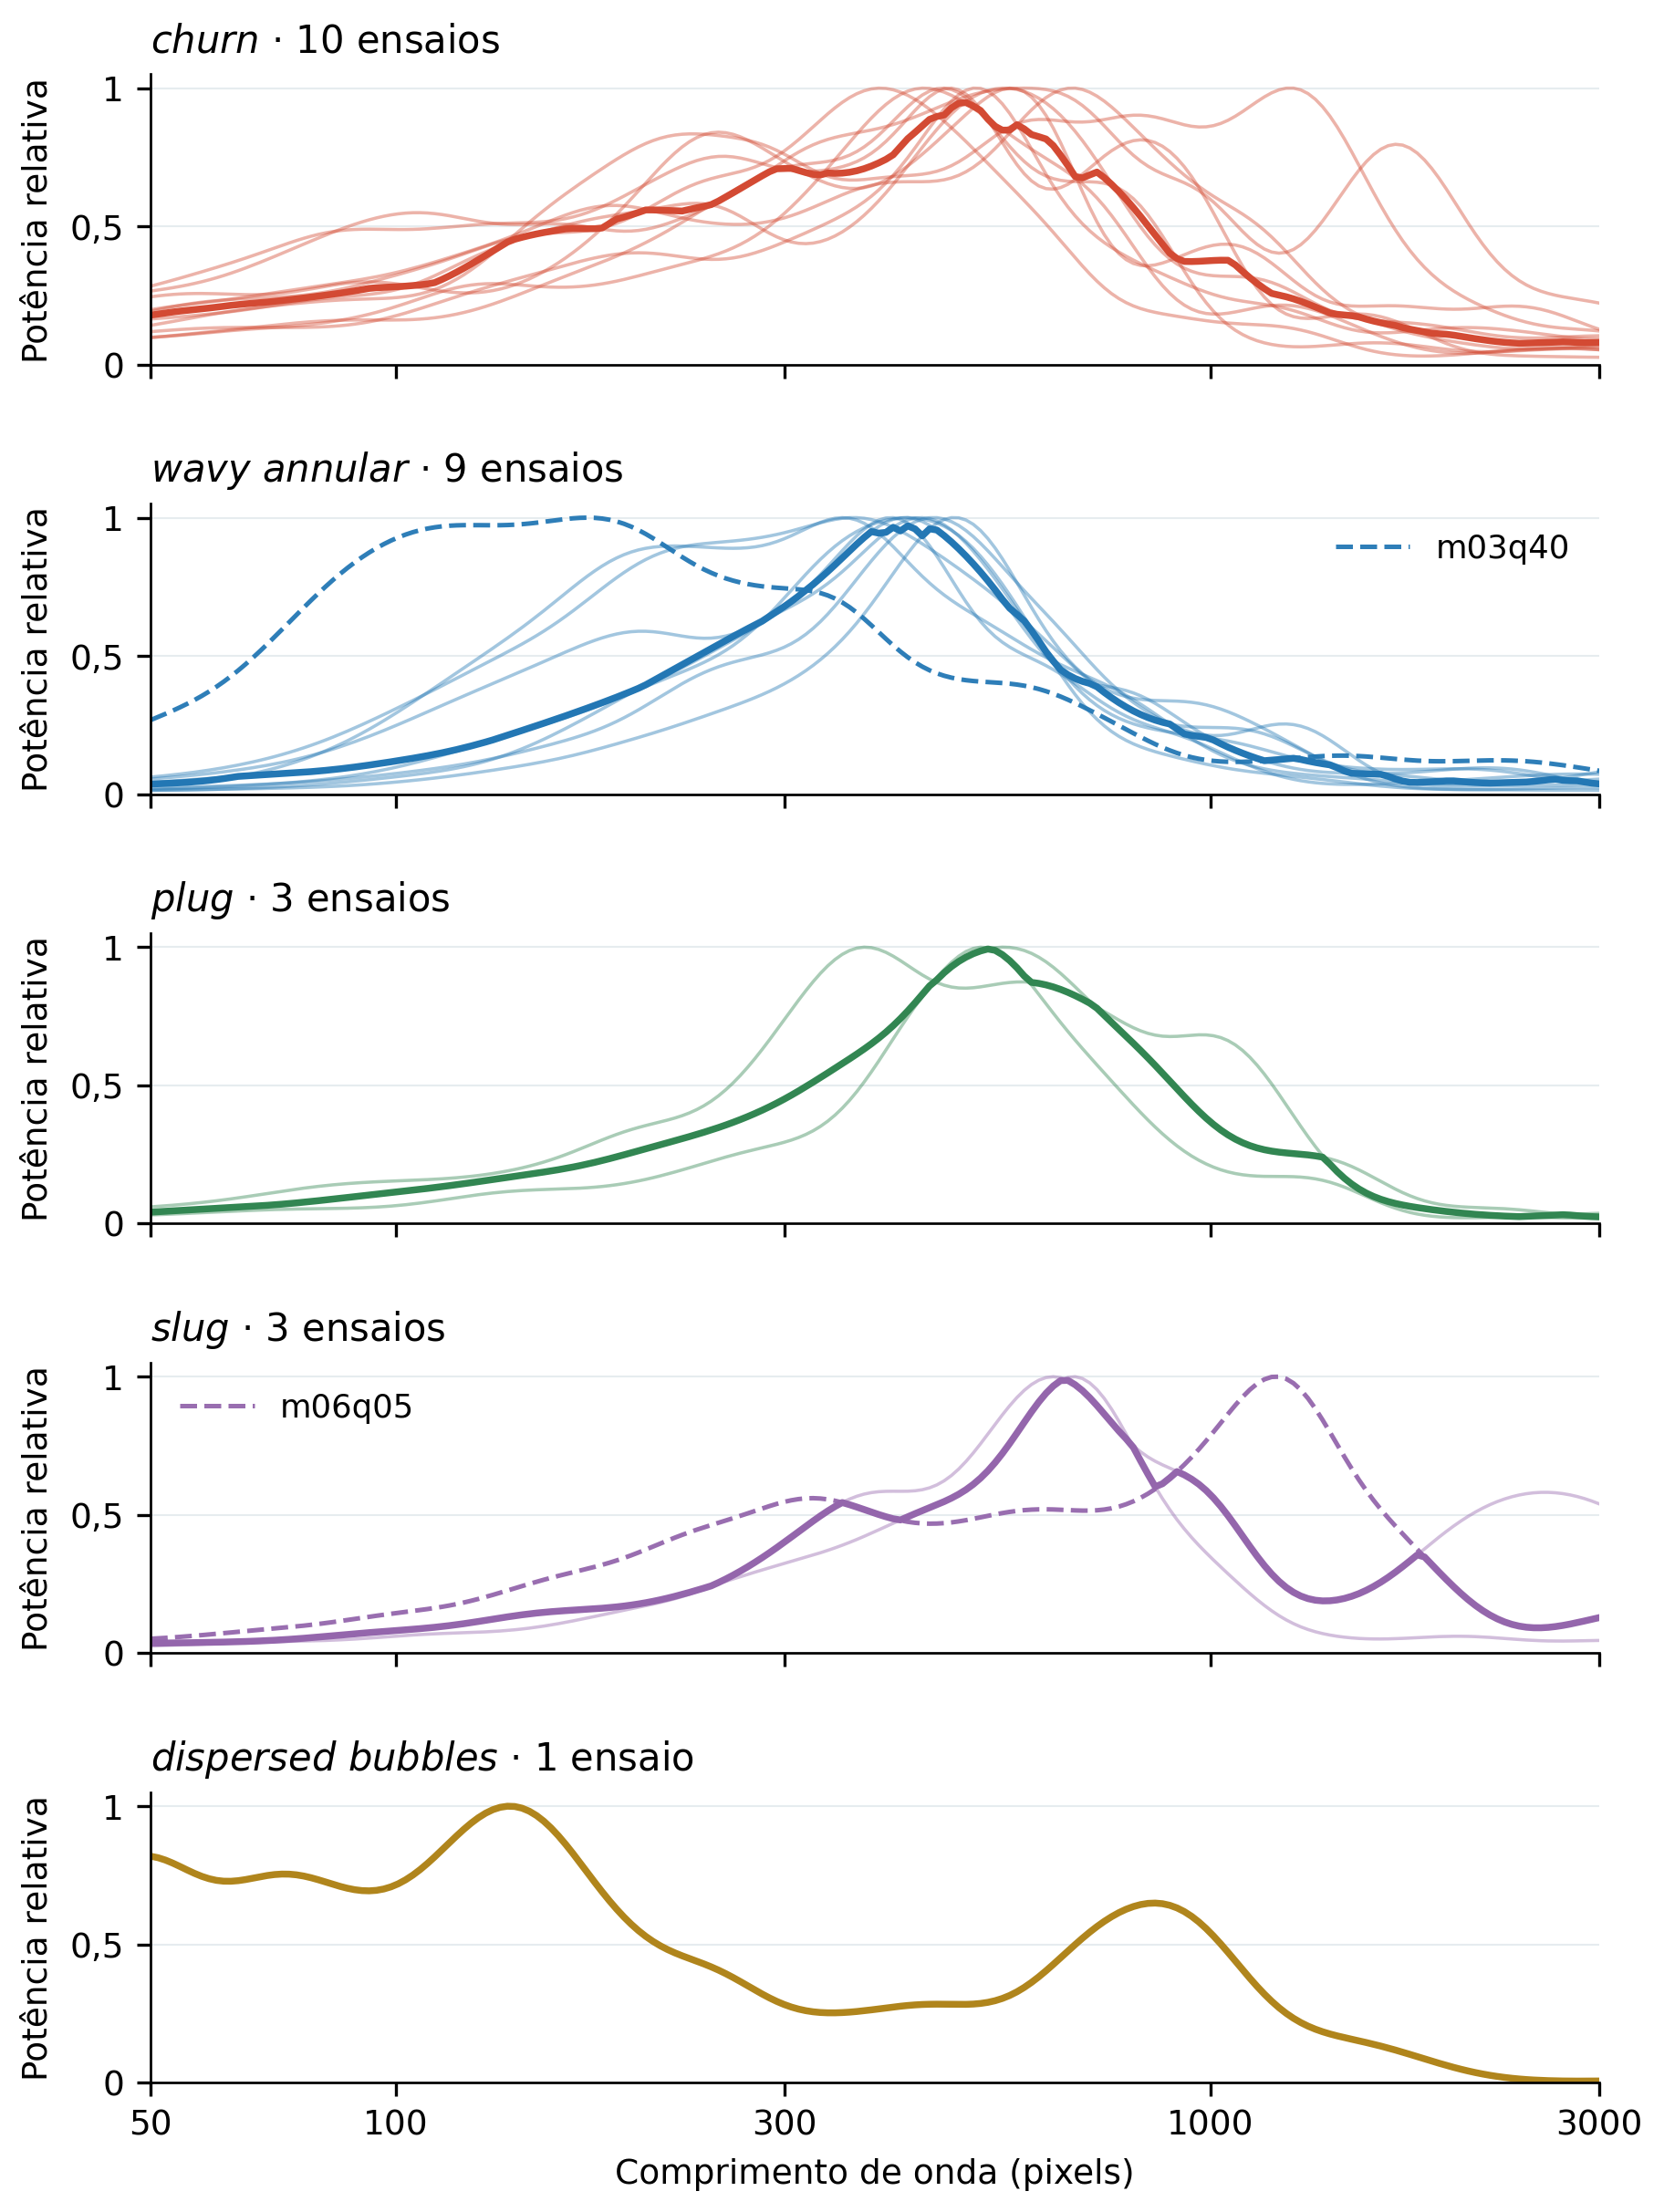 churn · 10 ensaios
Potência relativa
1
0,5
0
wavy annular · 9 ensaios
Potência relativa
1
0,5
0
m03q40
plug · 3 ensaios
Potência relativa
1
0,5
0
slug · 3 ensaios
Potência relativa
1
0,5
0
m06q05
dispersed bubbles · 1 ensaio
Potência relativa
1
0,5
0
50 100 300 1000 3000
Comprimento de onda (pixels)